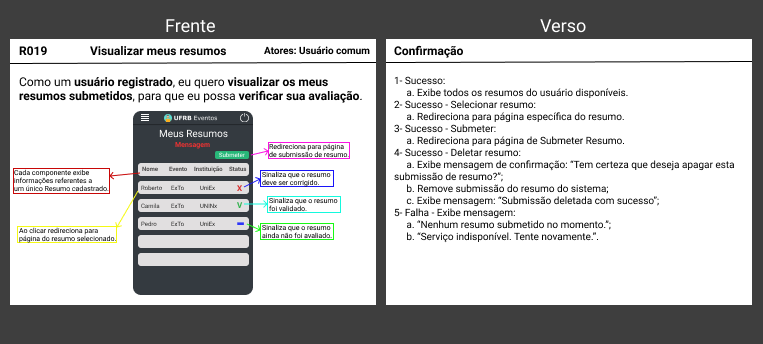 Frente
R019 Visualizar meus resumos Atores: Usuário comum
Como um usuário registrado, eu quero visualizar os meus
resumos submetidos, para que eu possa verificar sua avaliação.
UFRB Eventos
Meus Resumos
Mensagem
Submeter
Nome Evento Instituição Status
Roberto ExTo UniEx X
Camila ExTo UNINx V
Pedro ExTo UniEx
Cada componente exibe
Informações referentes a
um único Resumo cadastrado.
Ao clicar redireciona para
página do resumo selecionado.
Redireciona para página
de submissão de resumo.
Sinaliza que o resumo
deve ser corrigido.
Sinaliza que o resumo
foi validado.
Sinaliza que o resumo
ainda não foi avaliado.
Verso
Confirmação
1- Sucesso:
a. Exibe todos os resumos do usuário disponíveis.
2- Sucesso - Selecionar resumo:
a. Redireciona para página específica do resumo.
3- Sucesso - Submeter:
a. Redireciona para página de Submeter Resumo.
4- Sucesso - Deletar resumo:
a. Exibe mensagem de confirmação: “Tem certeza que deseja apagar esta
submissão de resumo?”;
b. Remove submissão do resumo do sistema;
c. Exibe mensagem: “Submissão deletada com sucesso”;
5- Falha - Exibe mensagem:
a. “Nenhum resumo submetido no momento.”;
b. “Serviço indisponível. Tente novamente.”.